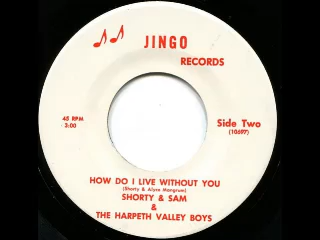 JINGO
RECORDS
45 RPM
3:00
Side Two
(10697)
HOW DO I LIVE WITHOUT YOU
(Shorty & Alyse Mangrum)
SHORTY & SAM
&
THE HARPETH VALLEY BOYS